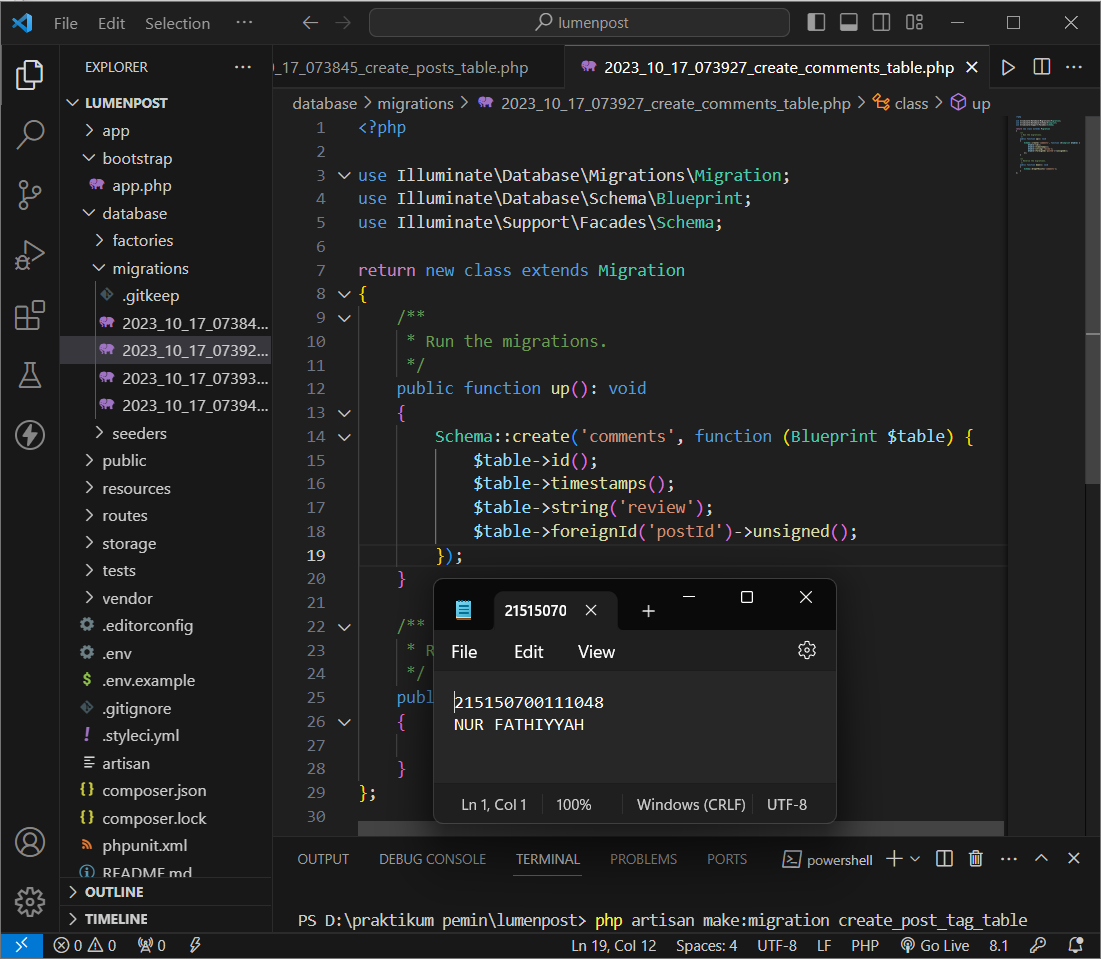 File Edit Selection ··· lumenpost
EXPLORER ···
LUMENPOST
app
bootstrap
app.php
database
factories
migrations
.gitkeep
2023_10_17_07384...
2023_10_17_07392...
2023_10_17_07393...
2023_10_17_07394...
seeders
public
resources
routes
storage
tests
vendor
.editorconfig
.env
.env.example
.gitignore
.styleci.yml
artisan
composer.json
composer.lock
phpunit.xml
README.md
OUTLINE
TIMELINE
_17_073845_create_posts_table.php 2023_10_17_073927_create_comments_table.php
database > migrations > 2023_10_17_073927_create_comments_table.php > class > up
1 <?php
2
3 use Illuminate\Database\Migrations\Migration;
4 use Illuminate\Database\Schema\Blueprint;
5 use Illuminate\Support\Facades\Schema;
6
7 return new class extends Migration
8 {
9 /**
10 * Run the migrations.
11 */
12 public function up(): void
13 {
14 Schema::create('comments', function (Blueprint $table) {
15 $table->id();
16 $table->timestamps();
17 $table->string('review');
18 $table->foreignId('postId')->unsigned();
19 });
20 }
21
22 /**
23 * R
24 */
25 publ
26 {
27
28 }
29 };
30
21515070
File Edit View
215150700111048
NUR FATHIYYAH
Ln 1, Col 1 100% Windows (CRLF) UTF-8
OUTPUT DEBUG CONSOLE TERMINAL PROBLEMS PORTS powershell
PS D:\praktikum pemin\lumenpost> php artisan make:migration create_post_tag_table
0 0 0 Ln 19, Col 12 Spaces: 4 UTF-8 LF PHP Go Live 8.1